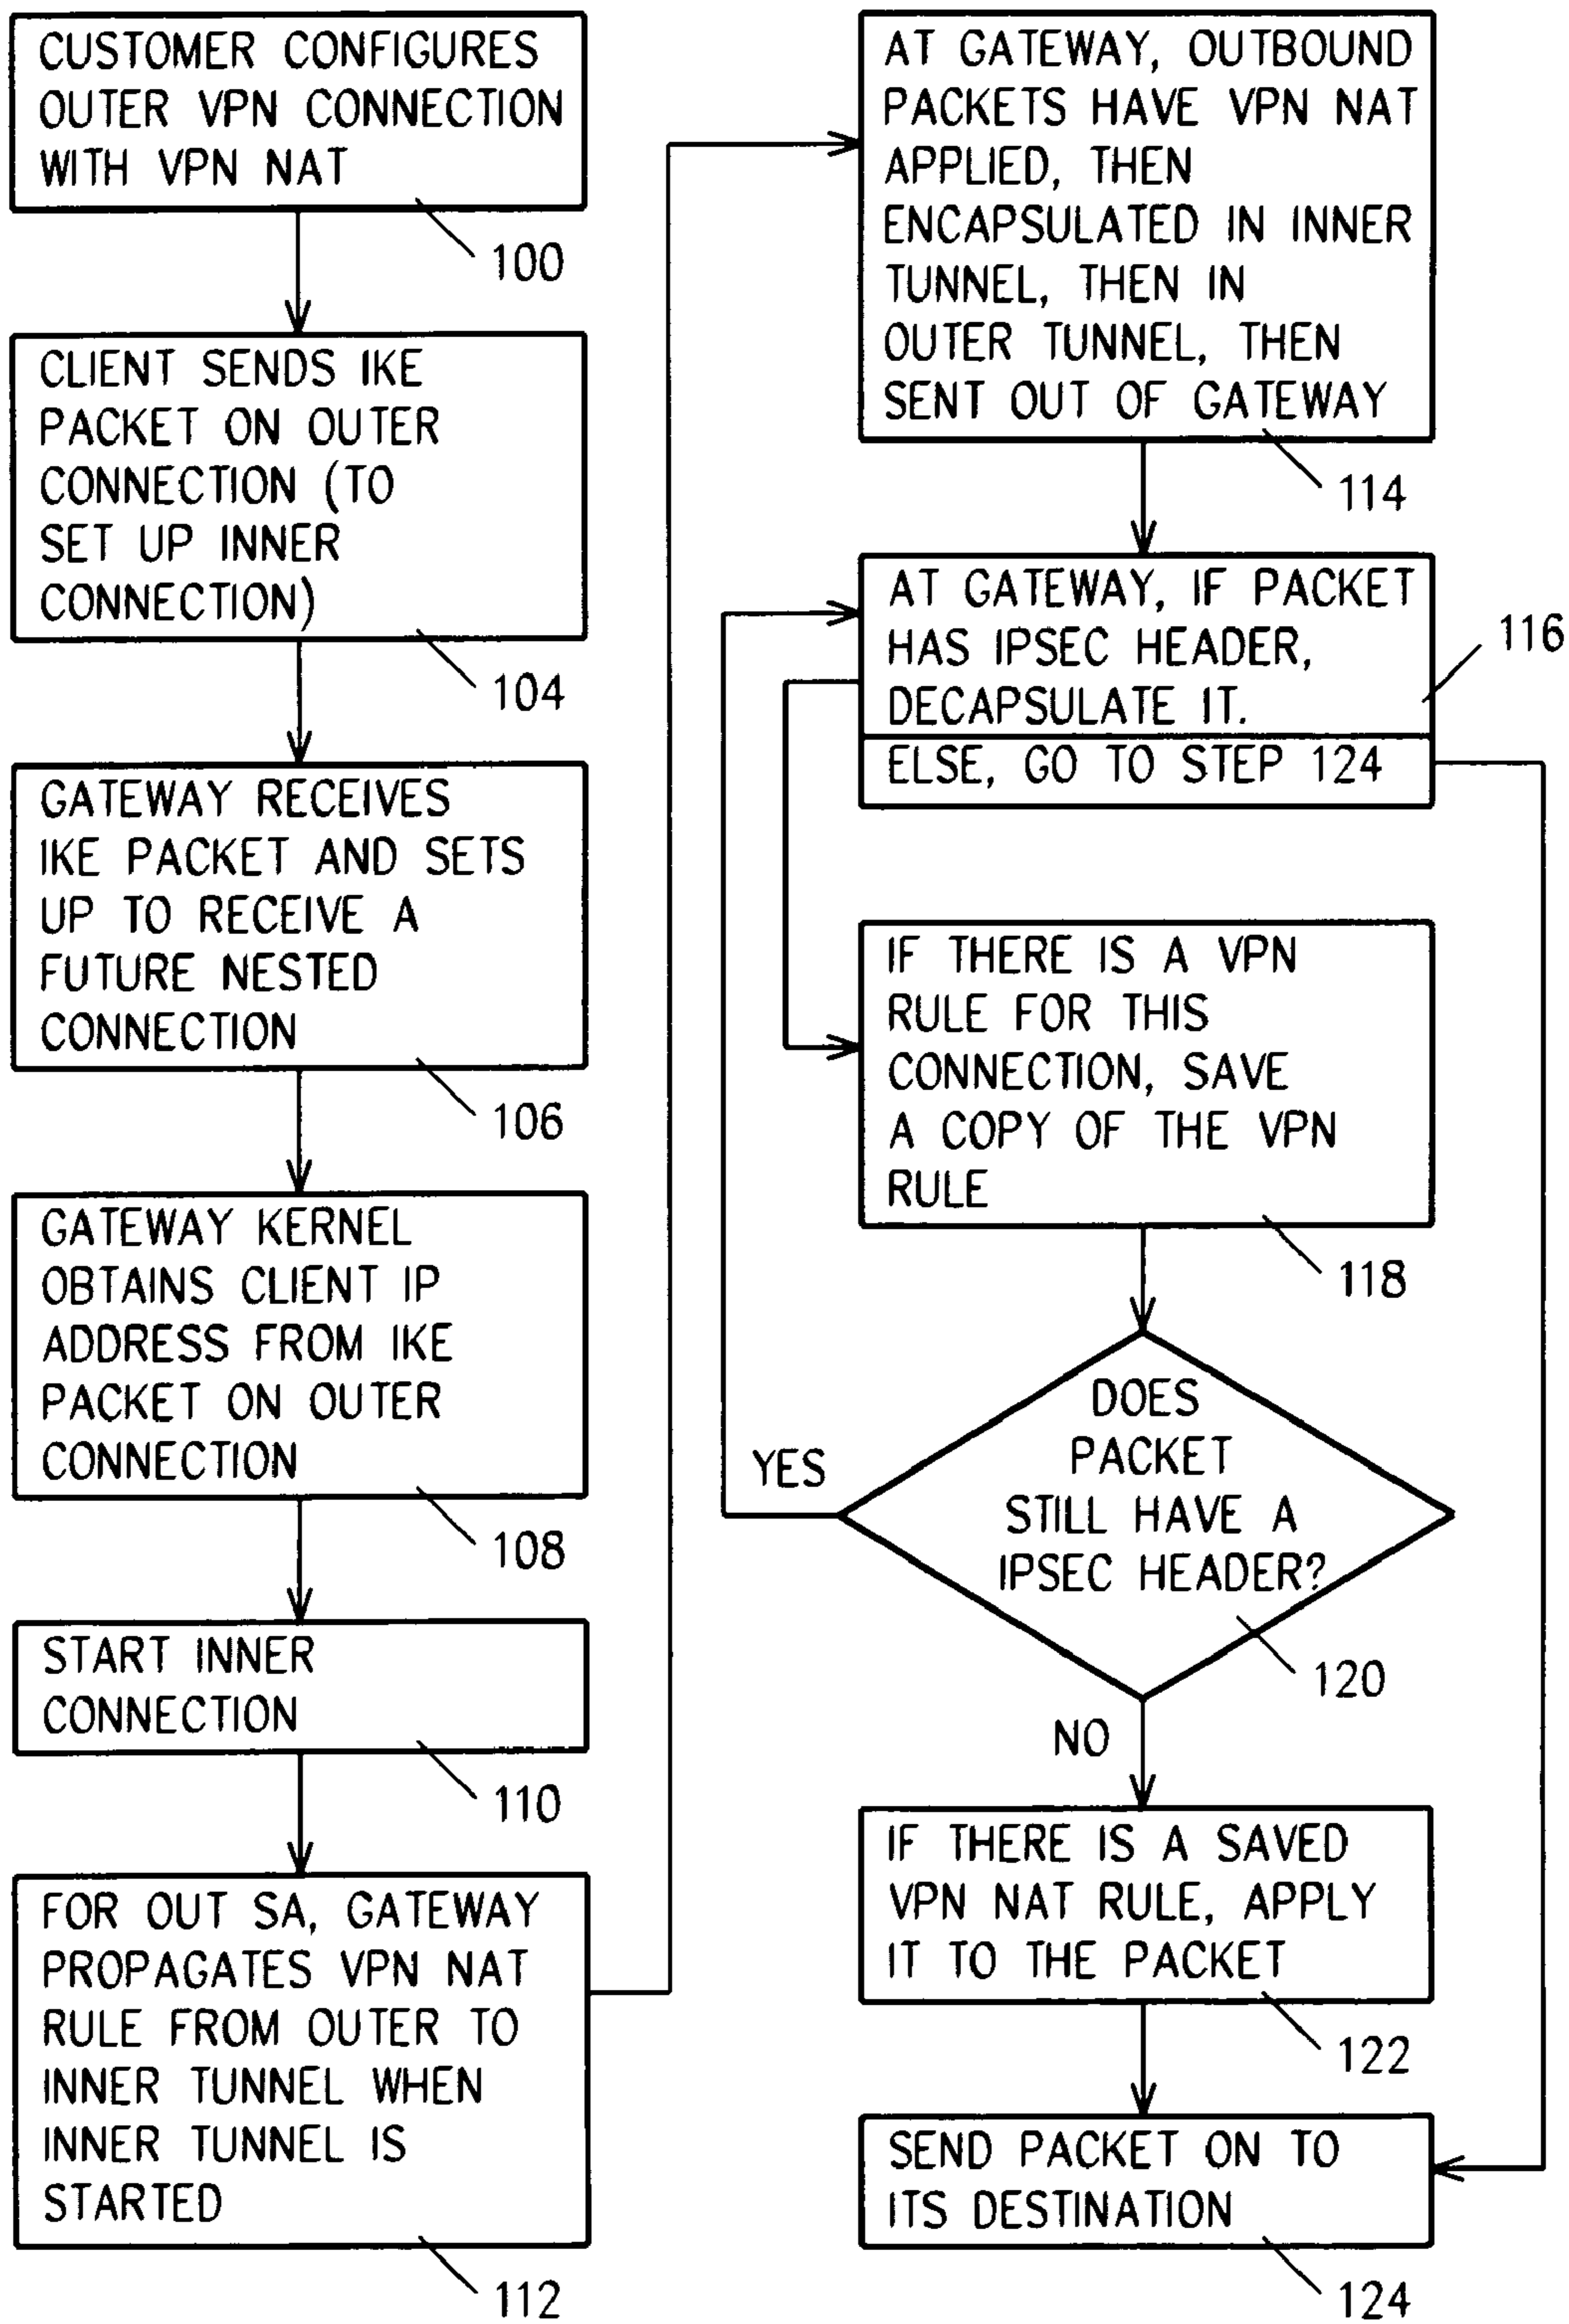 CUSTOMER CONFIGURES
OUTER VPN CONNECTION
WITH VPN NAT
100
CLIENT SENDS IKE
PACKET ON OUTER
CONNECTION (TO
SET UP INNER
CONNECTION)
104
GATEWAY RECEIVES
IKE PACKET AND SETS
UP TO RECEIVE A
FUTURE NESTED
CONNECTION
106
GATEWAY KERNEL
OBTAINS CLIENT IP
ADDRESS FROM IKE
PACKET ON OUTER
CONNECTION
108
START INNER
CONNECTION
110
FOR OUT SA, GATEWAY
PROPAGATES VPN NAT
RULE FROM OUTER TO
INNER TUNNEL WHEN
INNER TUNNEL IS
STARTED
112
AT GATEWAY, OUTBOUND
PACKETS HAVE VPN NAT
APPLIED, THEN
ENCAPSULATED IN INNER
TUNNEL, THEN IN
OUTER TUNNEL, THEN
SENT OUT OF GATEWAY
114
AT GATEWAY, IF PACKET
HAS IPSEC HEADER,
DECAPSULATE IT.
ELSE, GO TO STEP 124
116
IF THERE IS A VPN
RULE FOR THIS
CONNECTION, SAVE
A COPY OF THE VPN
RULE
118
DOES
PACKET
STILL HAVE A
IPSEC HEADER?
120
YES
NO
IF THERE IS A SAVED
VPN NAT RULE, APPLY
IT TO THE PACKET
122
SEND PACKET ON TO
ITS DESTINATION
124